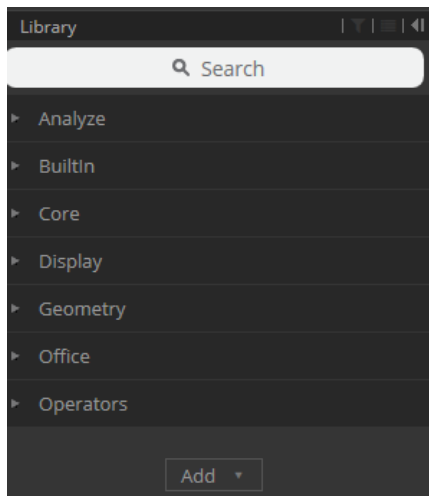 Library
Search
Analyze
BuiltIn
Core
Display
Geometry
Office
Operators
Add